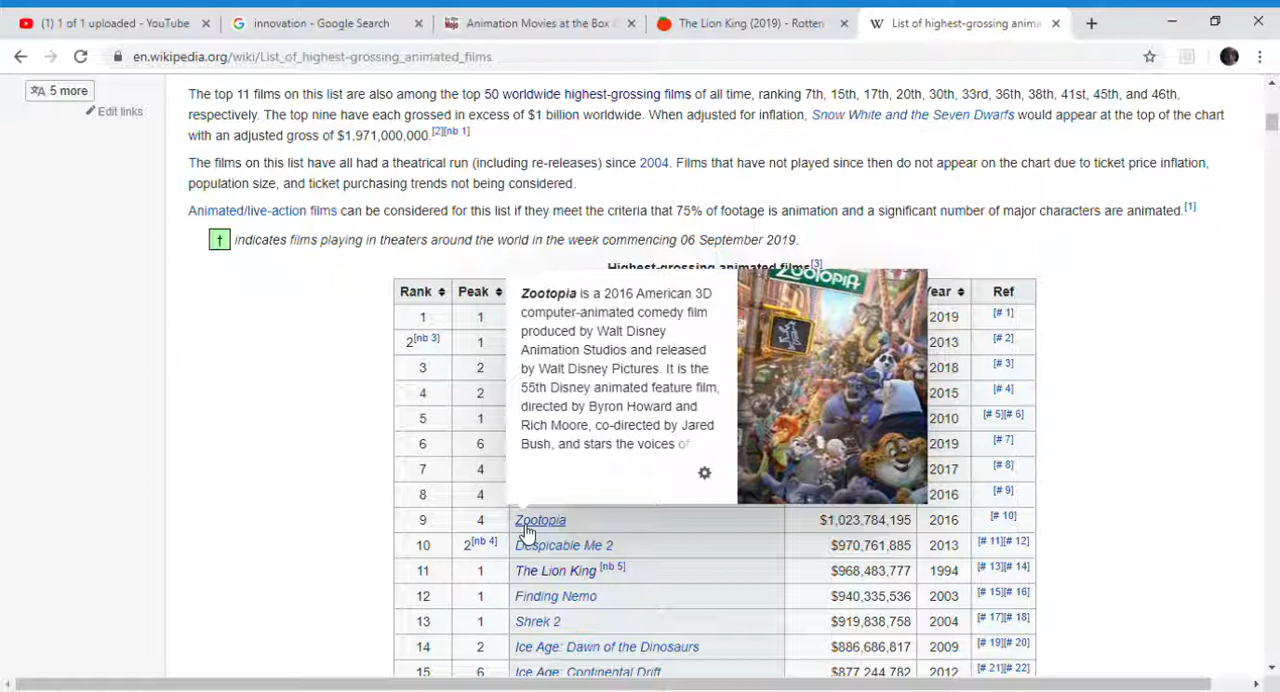 (1) 1 of 1 uploaded - YouTube
innovation - Google Search
Animation Movies at the Box
The Lion King (2019) - Rotten
List of highest-grossing anima
en.wikipedia.org/wiki/List_of_highest-grossing_animated_films
5 more
Edit links
The top 11 films on this list are also among the top 50 worldwide highest-grossing films of all time, ranking 7th, 15th, 17th, 20th, 30th, 33rd, 36th, 38th, 41st, 45th, and 46th,
respectively. The top nine have each grossed in excess of $1 billion worldwide. When adjusted for inflation, Snow White and the Seven Dwarfs would appear at the top of the chart
with an adjusted gross of $1,971,000,000.[2][nb 1]
The films on this list have all had a theatrical run (including re-releases) since 2004. Films that have not played since then do not appear on the chart due to ticket price inflation,
population size, and ticket purchasing trends not being considered.
Animated/live-action films can be considered for this list if they meet the criteria that 75% of footage is animation and a significant number of major characters are animated.[1]
† indicates films playing in theaters around the world in the week commencing 06 September 2019.
Highest-grossing animated films[3]
Rank Peak Year Ref
1 1 2019 [# 1]
2[nb 3] 1 2013 [# 2]
3 2 2018 [# 3]
4 2 2015 [# 4]
5 1 2010 [# 5][# 6]
6 6 2019 [# 7]
7 4 2017 [# 8]
8 4 2016 [# 9]
Zootopia is a 2016 American 3D
computer-animated comedy film
produced by Walt Disney
Animation Studios and released
by Walt Disney Pictures. It is the
55th Disney animated feature film,
directed by Byron Howard and
Rich Moore, co-directed by Jared
Bush, and stars the voices of
ZOOTOPIA
9 4 Zootopia $1,023,784,195 2016 [# 10]
10 2[nb 4] Despicable Me 2 $970,761,885 2013 [# 11][# 12]
11 1 The Lion King [nb 5] $968,483,777 1994 [# 13][# 14]
12 1 Finding Nemo $940,335,536 2003 [# 15][# 16]
13 1 Shrek 2 $919,838,758 2004 [# 17][# 18]
14 2 Ice Age: Dawn of the Dinosaurs $886,686,817 2009 [# 19][# 20]
15 6 Ice Age: Continental Drift $877,244,782 2012 [# 21][# 22]